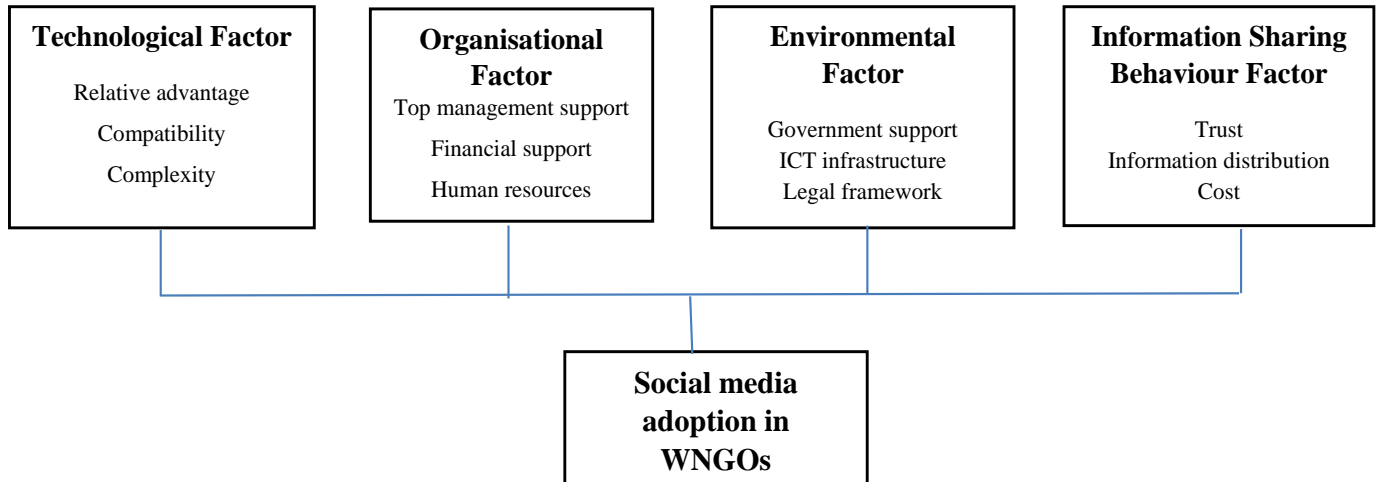 Technological Factor
Relative advantage
Compatibility
Complexity
Organisational
Factor
Top management support
Financial support
Human resources
Environmental
Factor
Government support
ICT infrastructure
Legal framework
Information Sharing
Behaviour Factor
Trust
Information distribution
Cost
Social media
adoption in
WNGOs